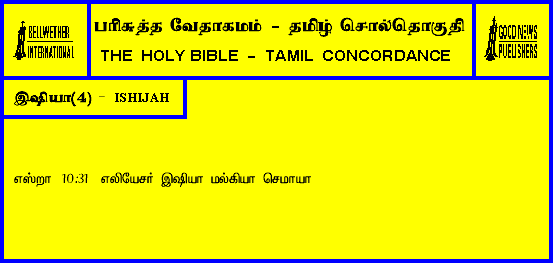 BELLWETHER
INTERNATIONAL
பரிசுத்த வேதாகமம் - தமிழ் சொல்தொகுதி
THE HOLY BIBLE - TAMIL CONCORDANCE
GOOD NEWS
PUBLISHERS
இஷியா(4) - ISHIJAH
எஸ்றா 10:31 எலியேசர் இஷியா மல்கியா செமாயா